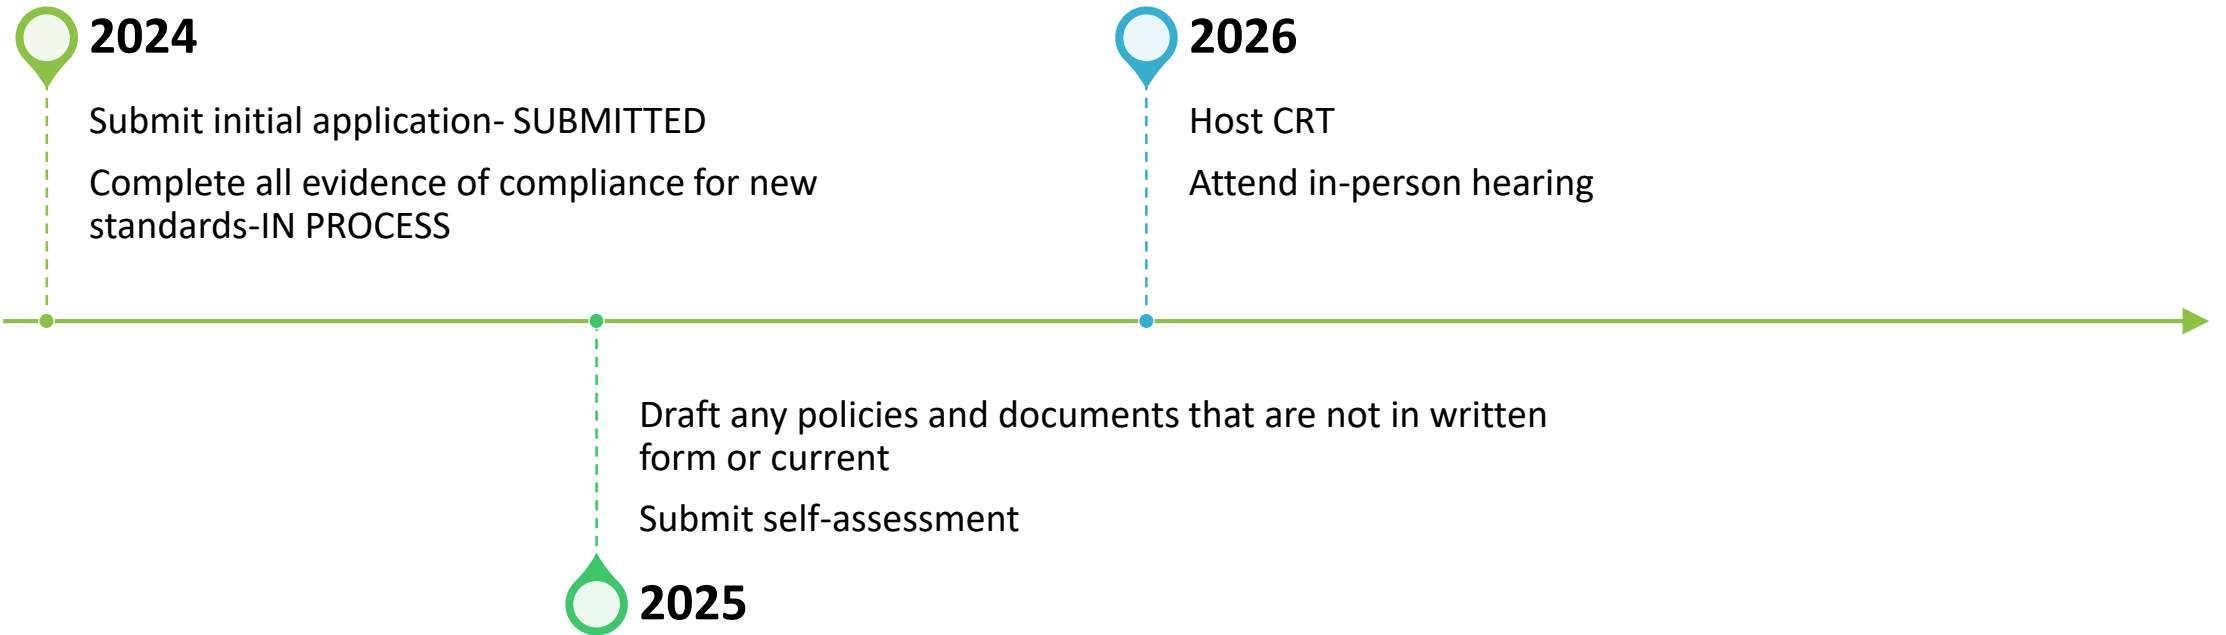 2024
Submit initial application- SUBMITTED
Complete all evidence of compliance for new
standards-IN PROCESS
2026
Host CRT
Attend in-person hearing
Draft any policies and documents that are not in written
form or current
Submit self-assessment
2025